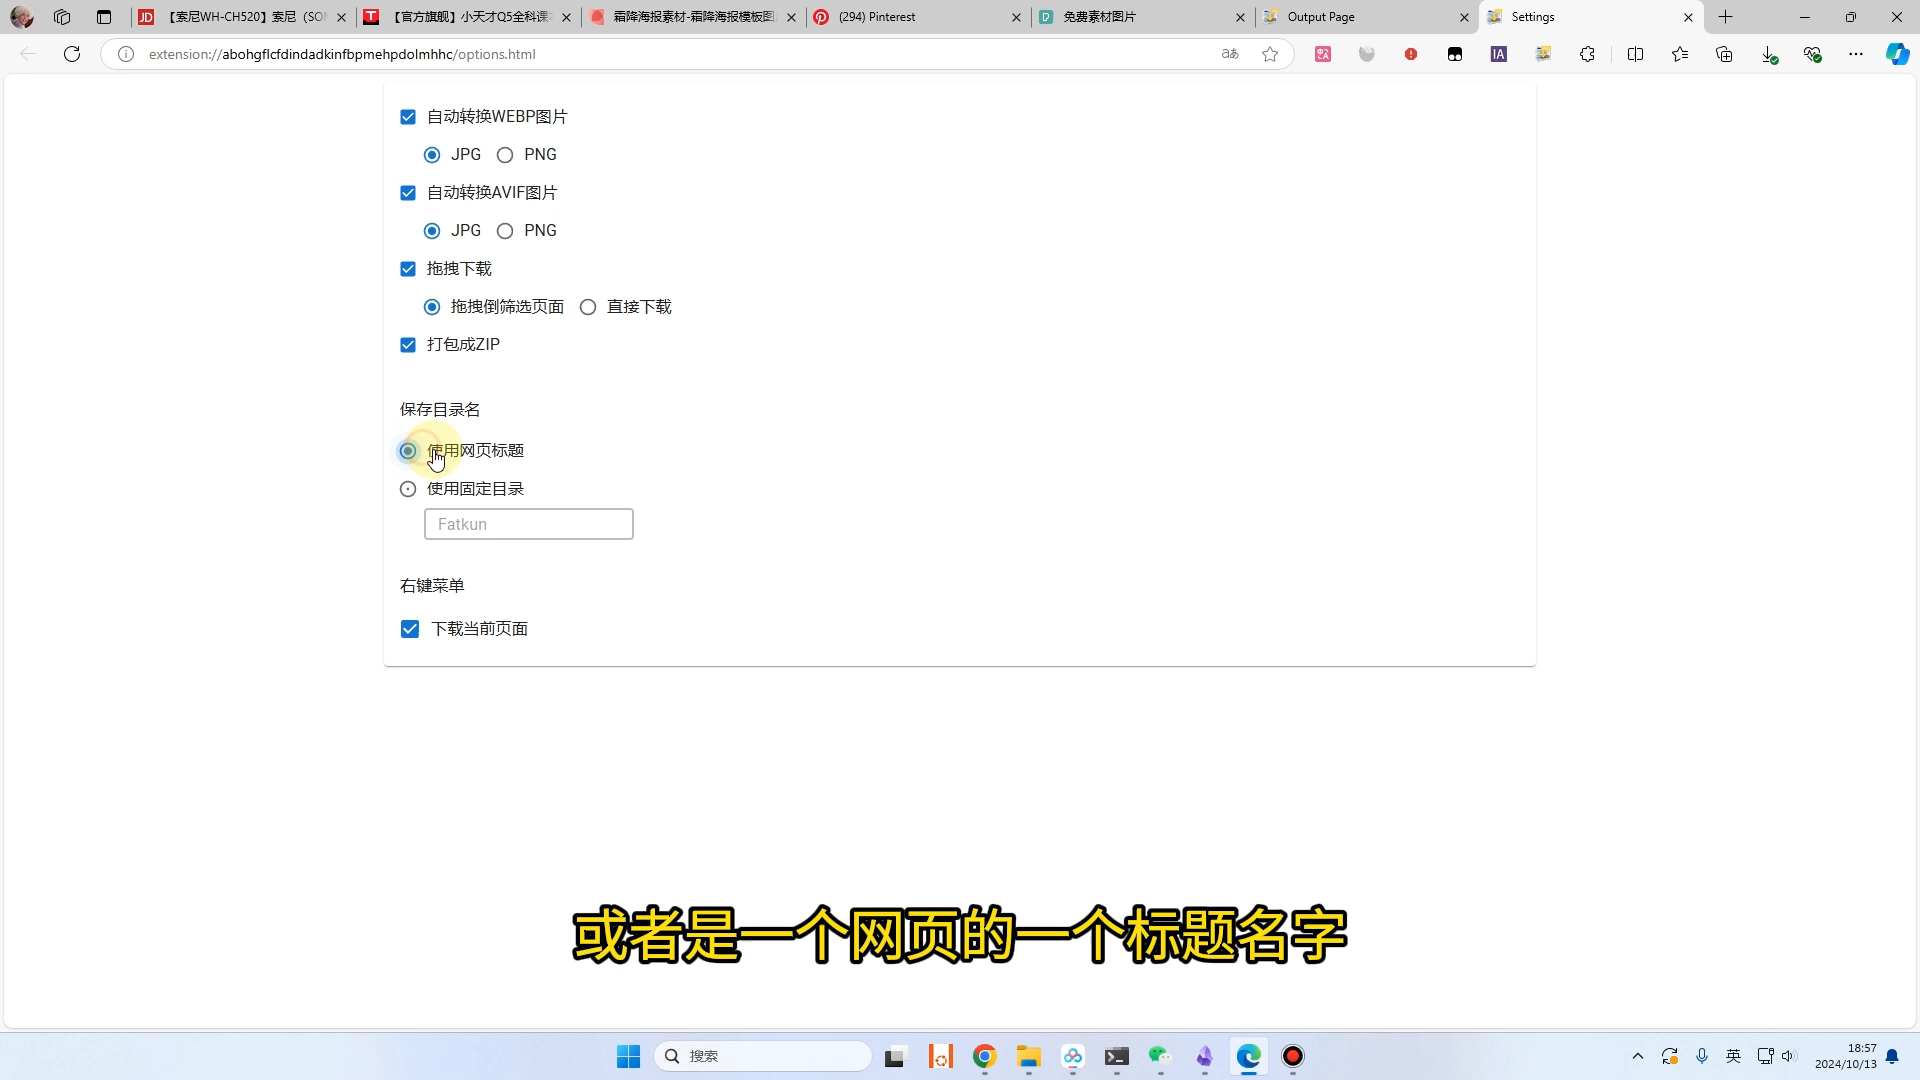 【索尼WH-CH520】索尼（SON
【官方旗舰】小天才Q5全科课
霜降海报素材-霜降海报模板图
(294) Pinterest
免费素材图片
Output Page
Settings
extension://abohgflcfdindadkinfbpmehpdolmhhc/options.html
自动转换WEBP图片
JPG PNG
自动转换AVIF图片
JPG PNG
拖拽下载
拖拽倒筛选页面 直接下载
打包成ZIP
保存目录名
使用网页标题
使用固定目录
Fatkun
右键菜单
下载当前页面
或者是一个网页的一个标题名字
搜索
英
18:57
2024/10/13